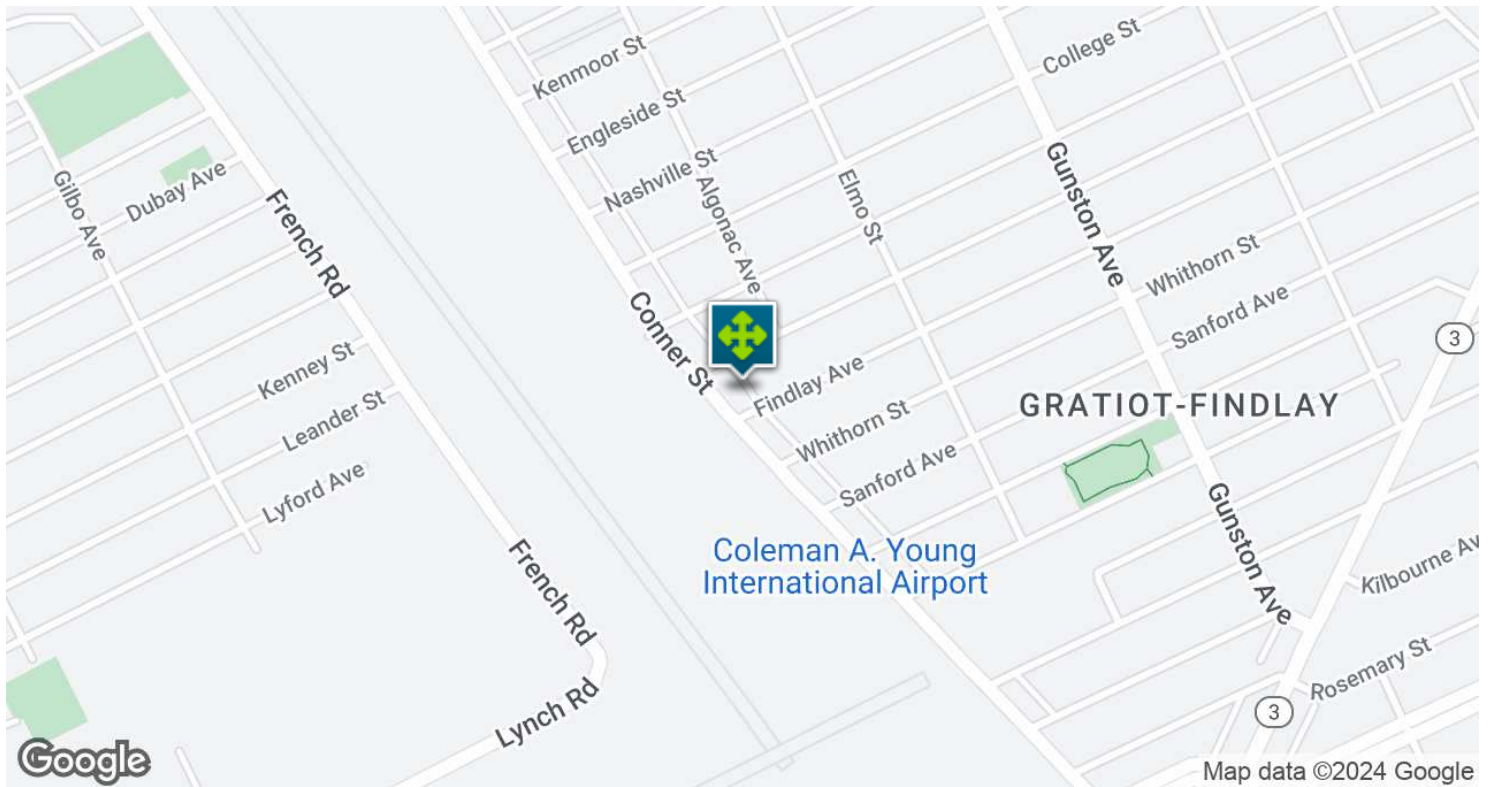 College St
Kenmoor St
Engleside St
Nashville St
Algonac Ave
Elmo St
Gunston Ave
Gilbo Ave
Dubay Ave
French Rd
Whithorn St
Sanford Ave
3
Conner St
Kenney St
Leander St
Lyford Ave
Findlay Ave
Whithorn St
Sanford Ave
GRATIOT-FINDLAY
Gunston Ave
French Rd
Coleman A. Young
International Airport
Kilbourne Av
Rosemary St
Lynch Rd
3
Google
Map data ©2024 Google